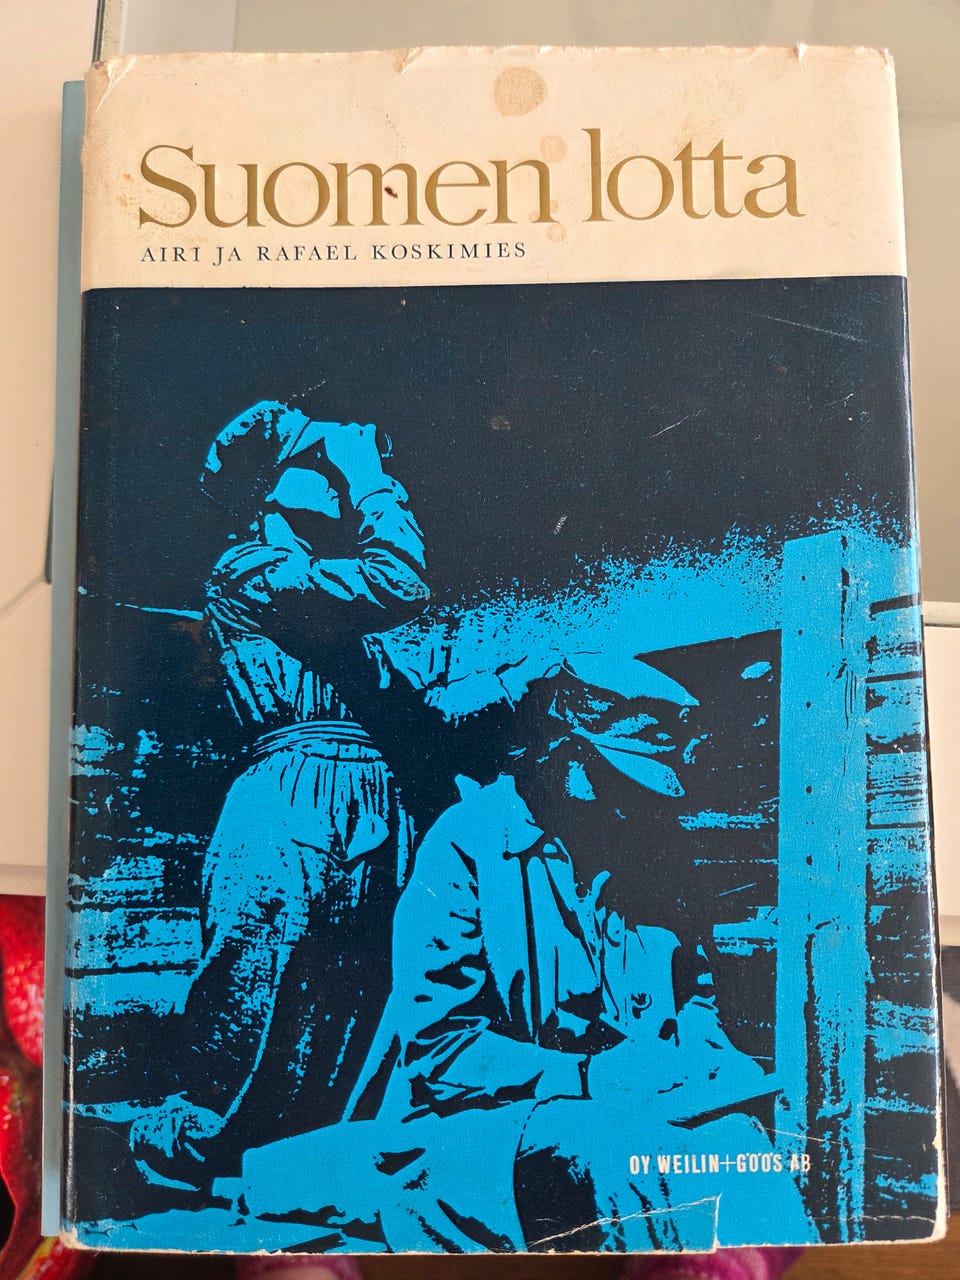 Suomen lotta
AIRI JA RAFAEL KOSKIMIES
OY WEILIN+GÖÖS AB